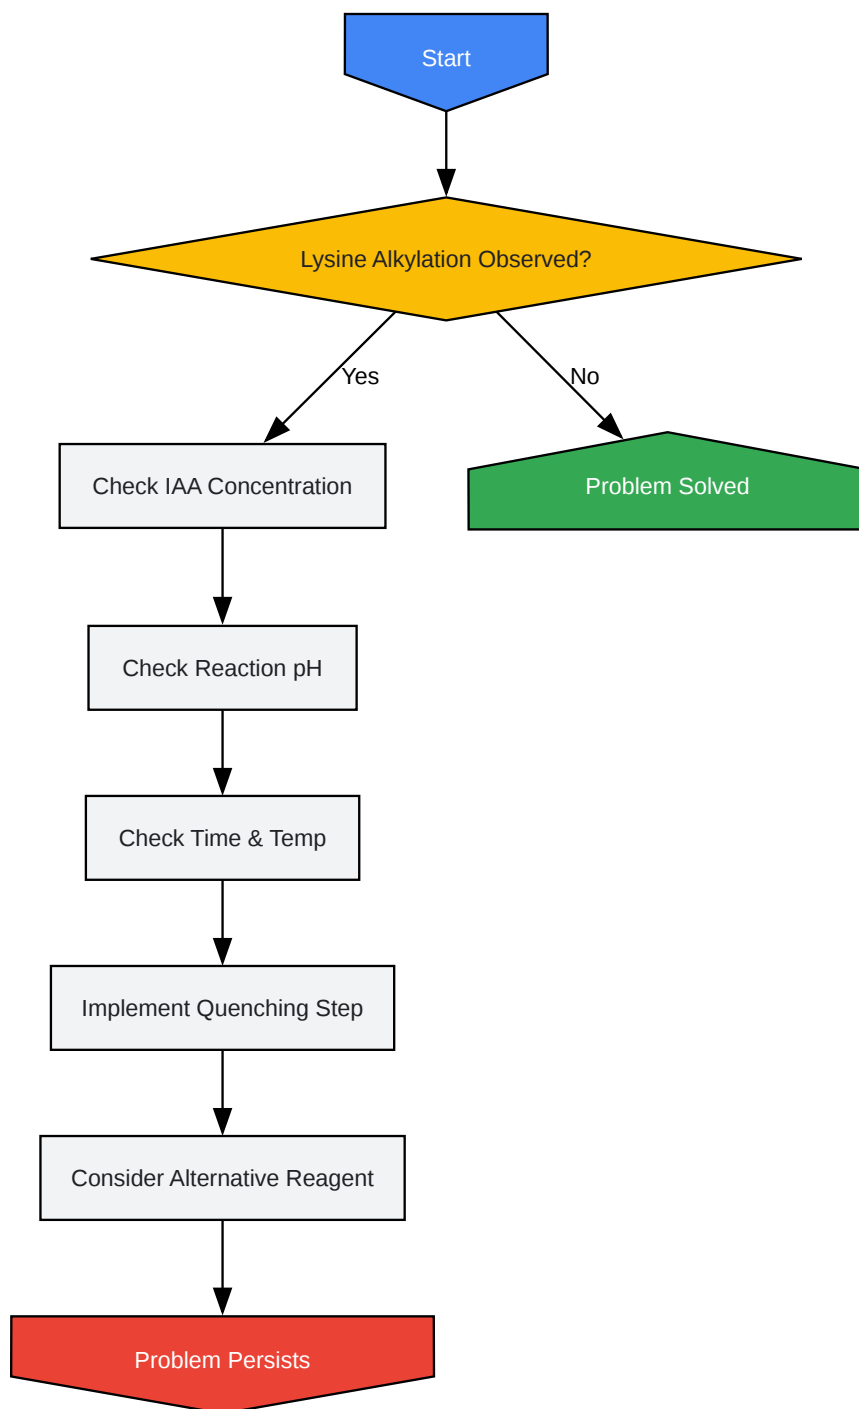 Start
Lysine Alkylation Observed?
Yes
No
Check IAA Concentration
Problem Solved
Check Reaction pH
Check Time & Temp
Implement Quenching Step
Consider Alternative Reagent
Problem Persists